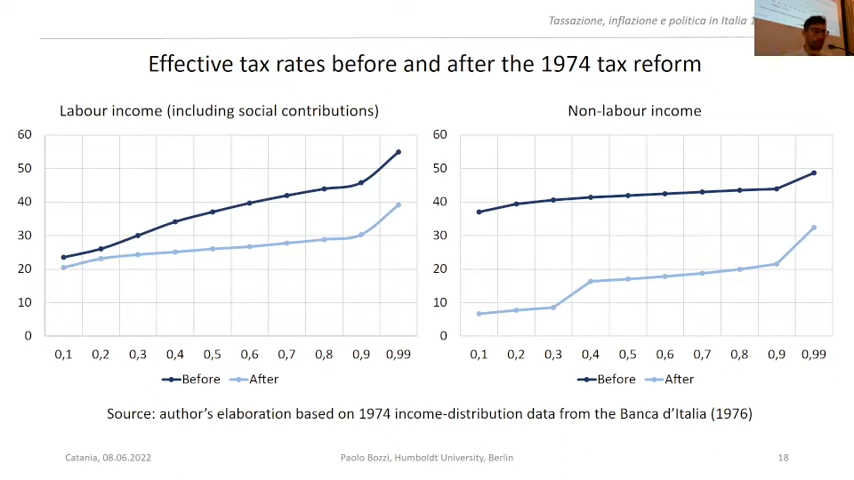 Tassazione, inflazione e politica in Italia 1
Effective tax rates before and after the 1974 tax reform
Labour income (including social contributions)
60
50
40
30
20
10
0
0,1 0,2 0,3 0,4 0,5 0,6 0,7 0,8 0,9 0,99
Before After
Non-labour income
60
50
40
30
20
10
0
0,1 0,2 0,3 0,4 0,5 0,6 0,7 0,8 0,9 0,99
Before After
Source: author's elaboration based on 1974 income-distribution data from the Banca d'Italia (1976)
Catania, 08.06.2022 Paolo Bozzi, Humboldt University, Berlin 18